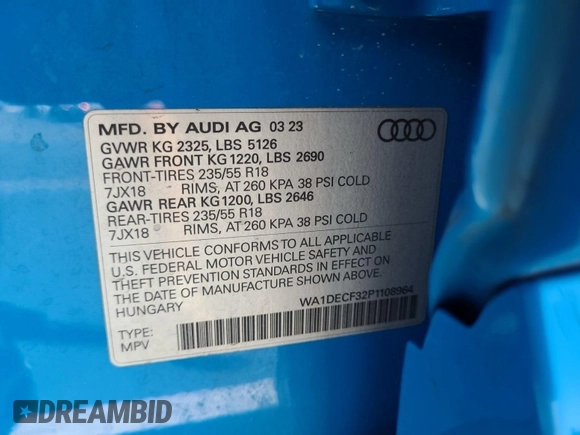 MFD. BY AUDI AG 03 23
GVWR KG 2325, LBS 5126
GAWR FRONT KG 1220, LBS 2690
FRONT-TIRES 235/55 R18
7JX18 RIMS, AT 260 KPA 38 PSI COLD
GAWR REAR KG 1200, LBS 2646
REAR-TIRES 235/55 R18
7JX18 RIMS, AT 260 KPA 38 PSI COLD
THIS VEHICLE CONFORMS TO ALL APPLICABLE
U.S. FEDERAL MOTOR VEHICLE SAFETY AND
THEFT PREVENTION STANDARDS IN EFFECT ON
THE DATE OF MANUFACTURE SHOWN ABOVE.
HUNGARY WA1DECF32P1108964
TYPE:
MPV
DREAMBID